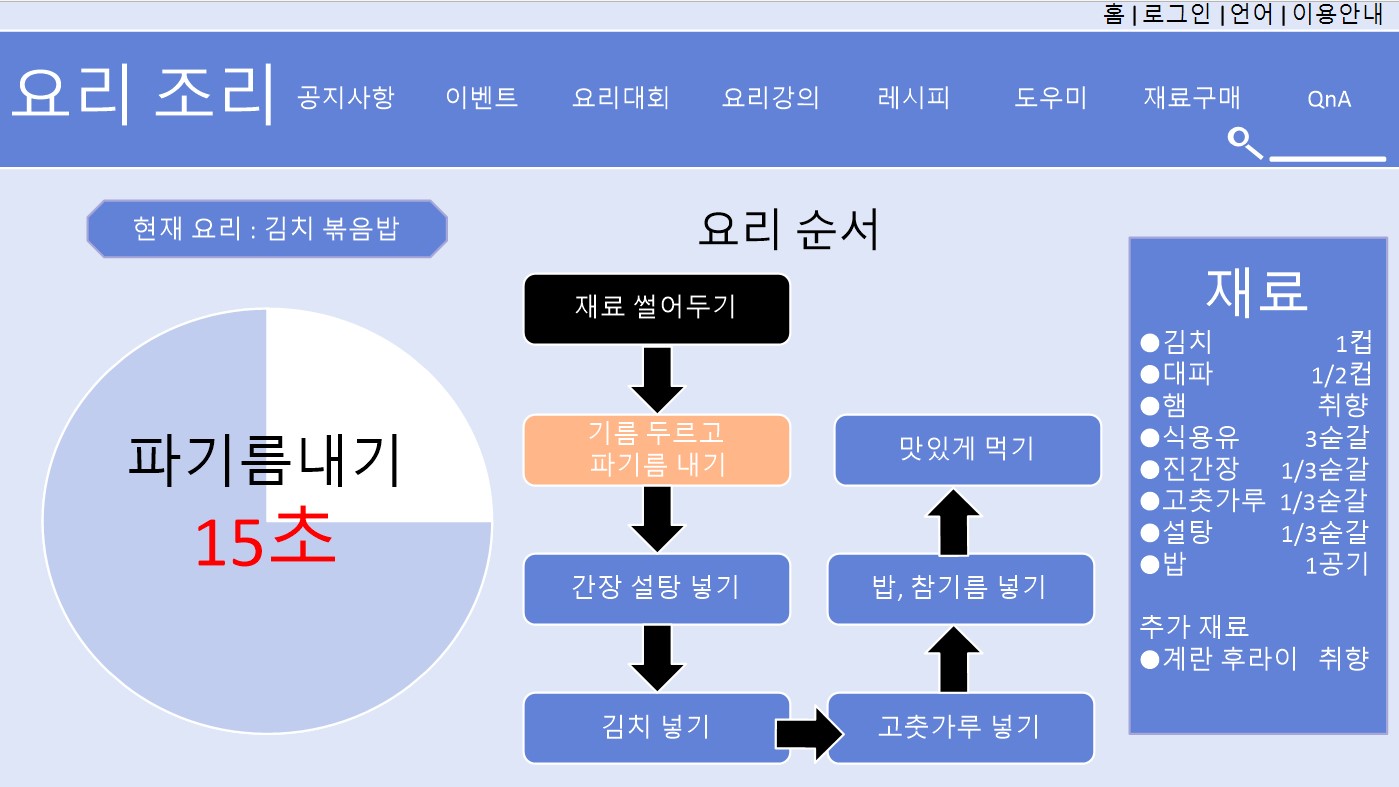 홈 | 로그인 | 언어 | 이용안내
요리 조리 공지사항 이벤트 요리대회 요리강의 레시피 도우미 재료구매 QnA
현재 요리 : 김치 볶음밥
파기름내기
15초
요리 순서
재료 썰어두기
기름 두르고
파기름 내기
간장 설탕 넣기
김치 넣기
고춧가루 넣기
밥, 참기름 넣기
맛있게 먹기
재료
●김치 1컵
●대파 1/2컵
●햄 취향
●식용유 3숟갈
●진간장 1/3숟갈
●고춧가루 1/3숟갈
●설탕 1/3숟갈
●밥 1공기
추가 재료
●계란 후라이 취향